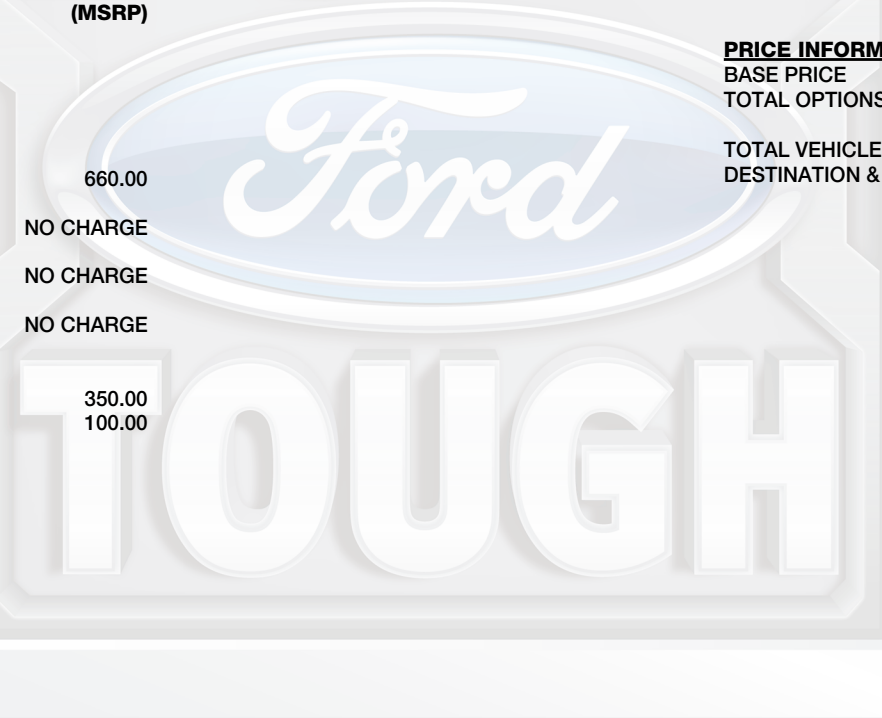 (MSRP)
660.00
NO CHARGE
NO CHARGE
NO CHARGE
350.00
100.00
PRICE INFORM
BASE PRICE
TOTAL OPTIONS
TOTAL VEHICLE
DESTINATION &
Ford
TOUGH